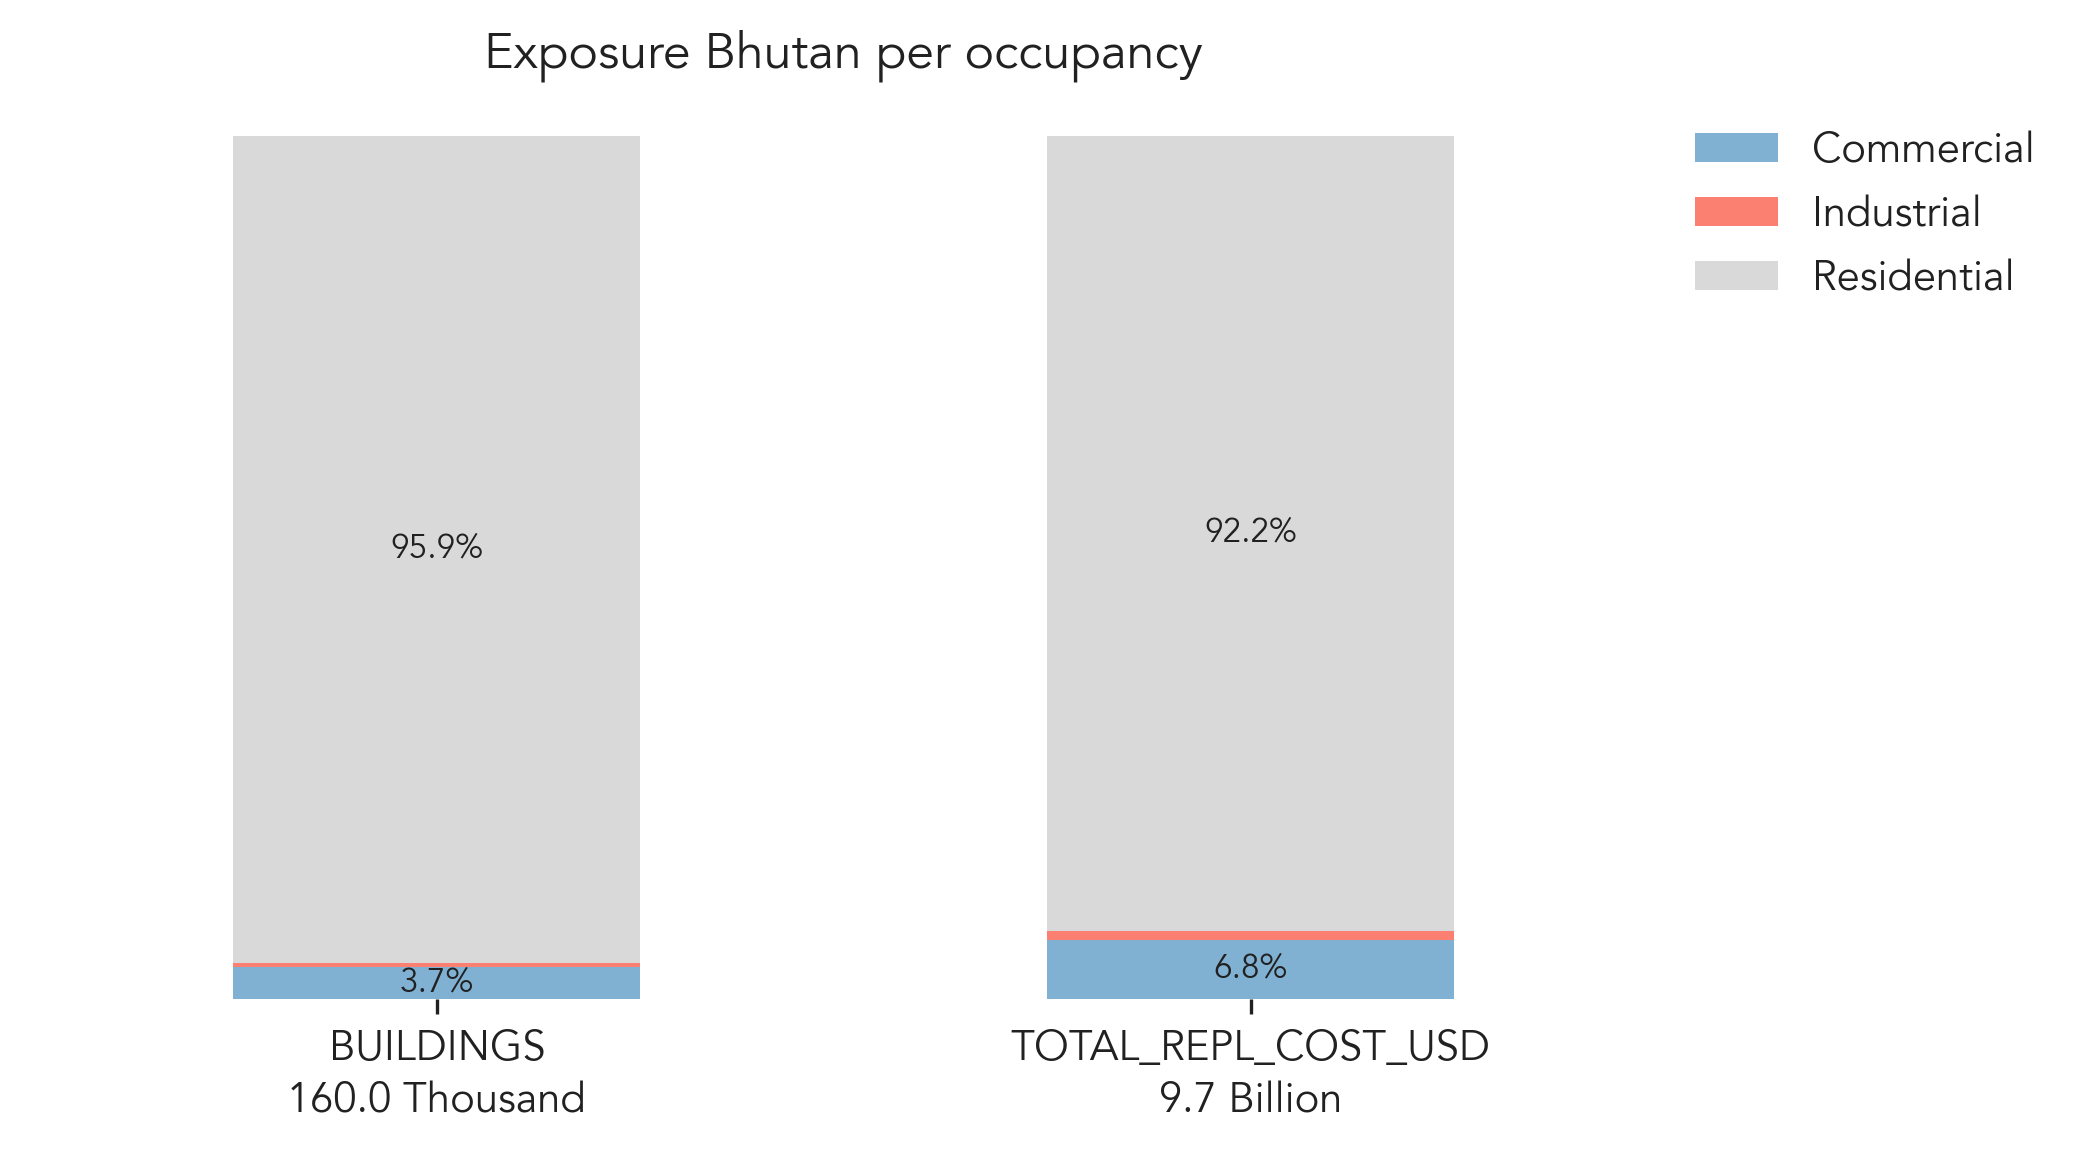 Exposure Bhutan per occupancy
Commercial
Industrial
Residential
95.9%
92.2%
3.7%
6.8%
BUILDINGS
160.0 Thousand
TOTAL_REPL_COST_USD
9.7 Billion